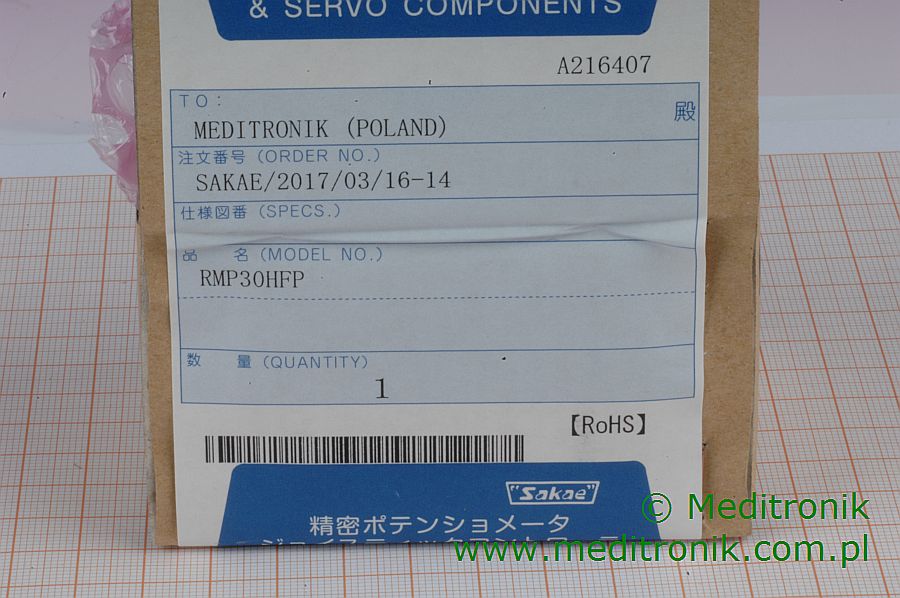 & SERVO COMPONENTS
A216407
TO:
殿
MEDITRONIK (POLAND)
注文番号 (ORDER NO.)
SAKAE/2017/03/16-14
仕様図番 (SPECS.)
品 名 (MODEL NO.)
RMP30HFP
数 量 (QUANTITY)
1
【RoHS】
"Sakae"
精密ポテンショメータ
© Meditronik
www.meditronik.com.pl